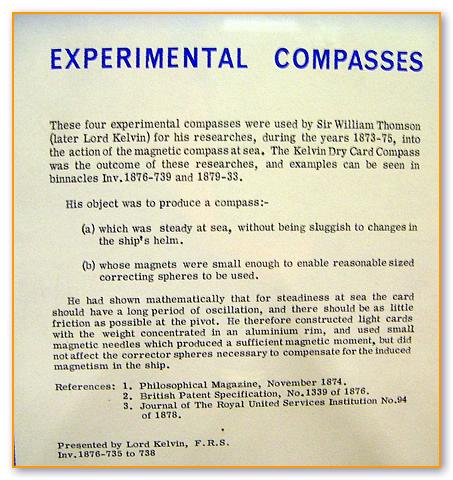 EXPERIMENTAL COMPASSES
These four experimental compasses were used by Sir William Thomson
(later Lord Kelvin) for his researches, during the years 1873-75, into
the action of the magnetic compass at sea. The Kelvin Dry Card Compass
was the outcome of these researches, and examples can be seen in
binnacles Inv.1876-739 and 1879-33.
His object was to produce a compass:-
(a) which was steady at sea, without being sluggish to changes in
the ship's helm.
(b) whose magnets were small enough to enable reasonable sized
correcting spheres to be used.
He had shown mathematically that for steadiness at sea the card
should have a long period of oscillation, and there should be as little
friction as possible at the pivot. He therefore constructed light cards
with the weight concentrated in an aluminium rim, and used small
magnetic needles which produced a sufficient magnetic moment, but did
not affect the corrector spheres necessary to compensate for the induced
magnetism in the ship.
References: 1. Philosophical Magazine, November 1874.
2. British Patent Specification, No.1339 of 1876.
3. Journal of The Royal United Services Institution No.94
of 1878.
Presented by Lord Kelvin, F.R.S.
Inv.1876-735 to 738